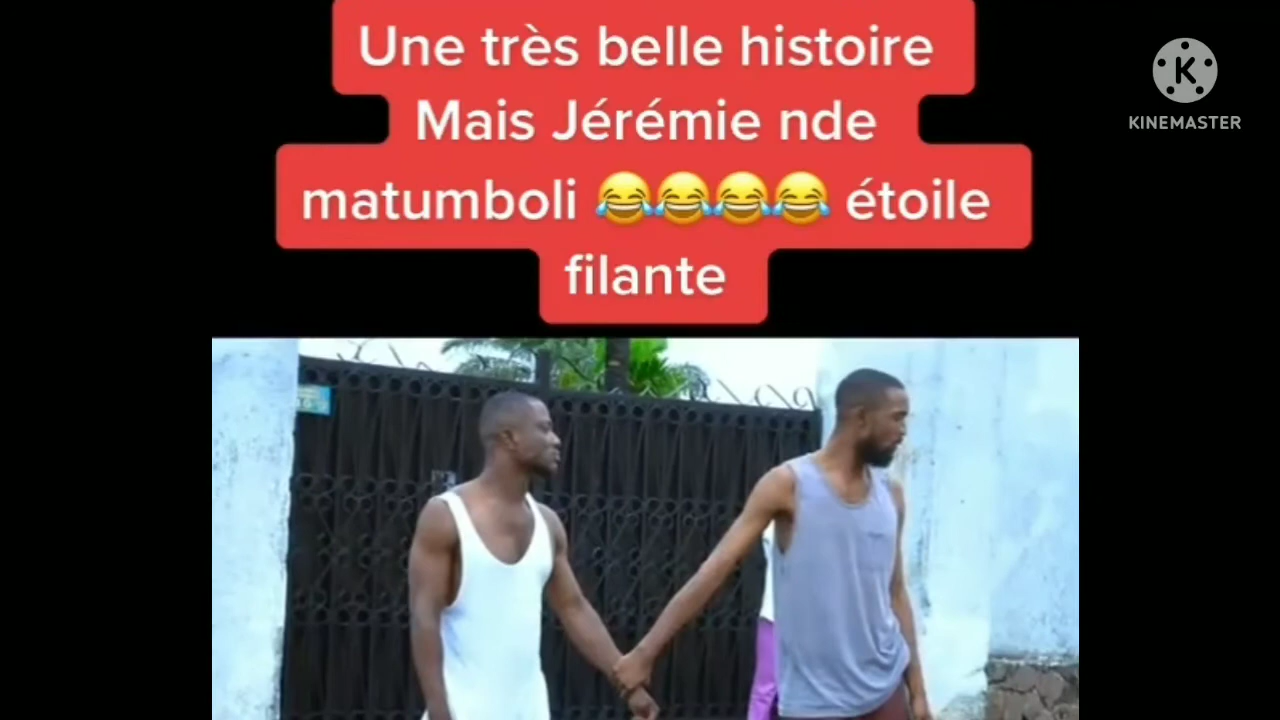 Une très belle histoire
Mais Jérémie nde
matumboli 😂😂😂😂 étoile
filante
K
KINEMASTER